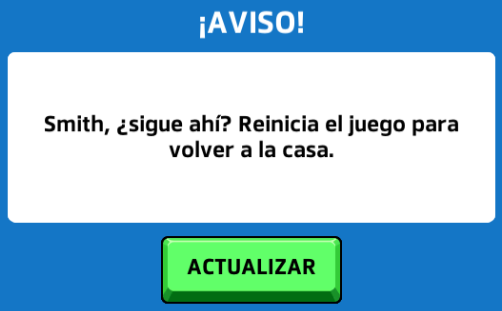 ¡AVISO!
Smith, ¿sigue ahí? Reinicia el juego para
volver a la casa.
ACTUALIZAR